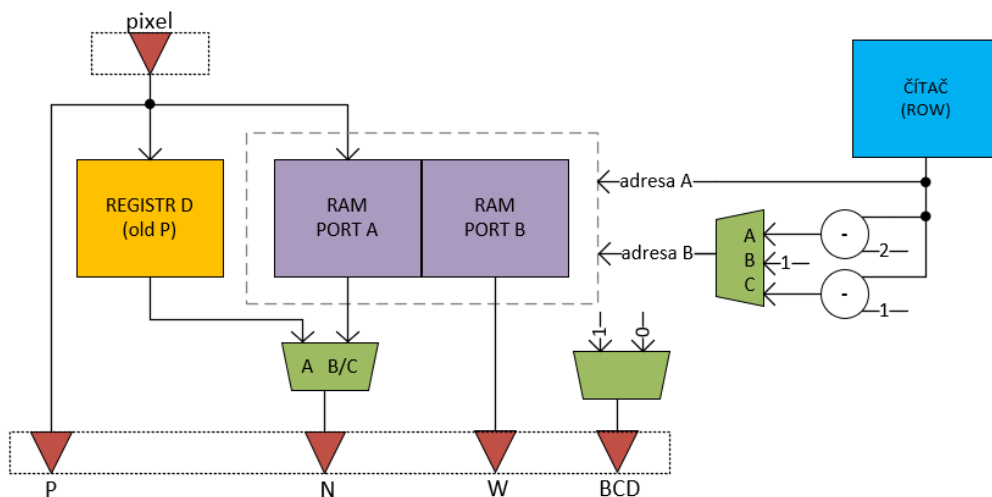 pixel
ČÍTAČ
(ROW)
REGISTR D
(old P)
RAM
PORT A
RAM
PORT B
adresa A
adresa B
A
B
C
-
2
1
-
1
1
0
A B/C
P
N
W
BCD